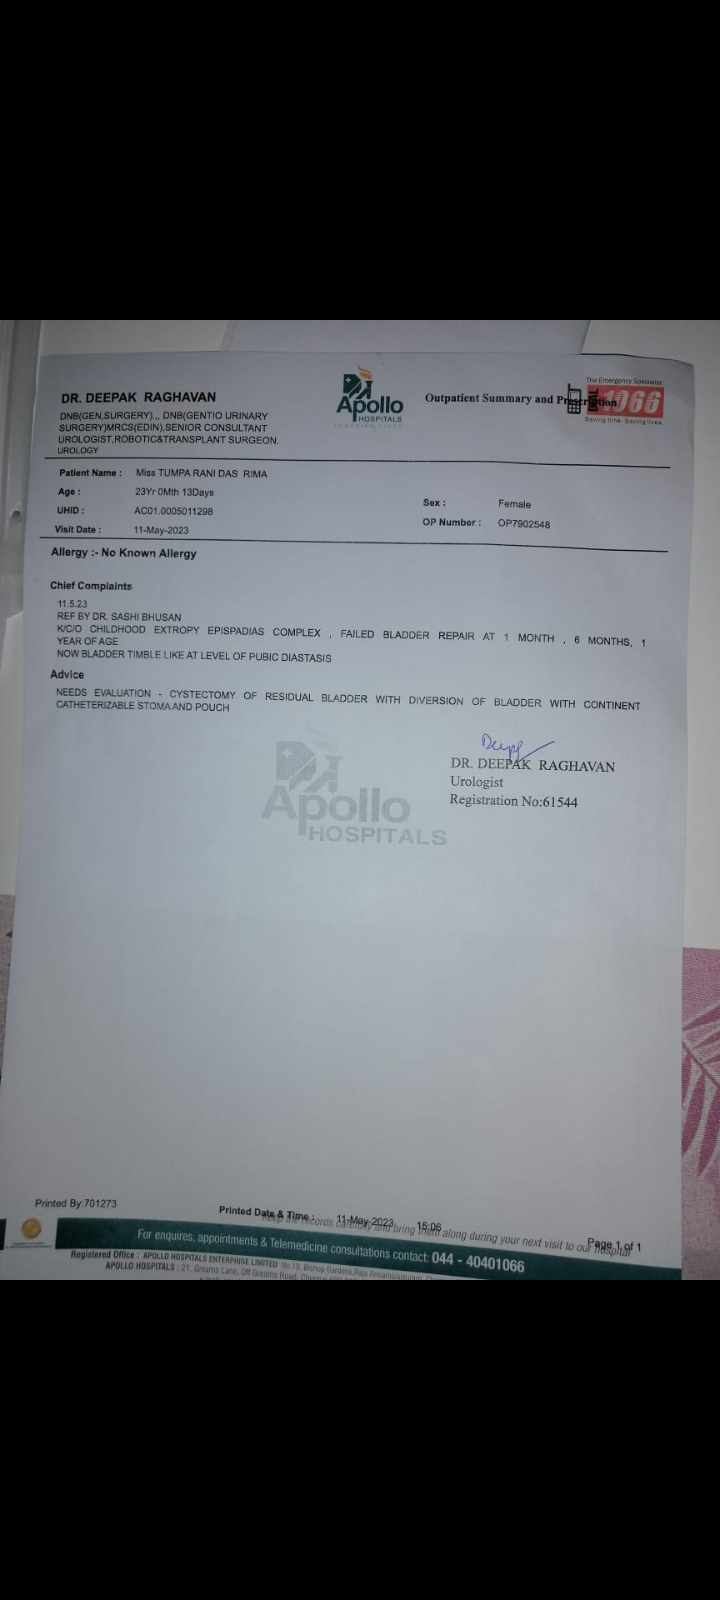 DR. DEEPAK RAGHAVAN
DNB(GEN,SURGERY),., DNB(GENTIO URINARY
SURGERY)MRCS(EDIN),SENIOR CONSULTANT
UROLOGIST,ROBOTIC&TRANSPLANT SURGEON.
UROLOGY
Apollo
HOSPITALS
TOUCHING LIVES
Outpatient Summary and Prescription
The Emergency Specialist
DIAL 1066
Saving time Saving lives
Patient Name : Miss TUMPA RANI DAS RIMA
Age : 23Yr 0Mth 13Days
Sex : Female
UHID : AC01.0005011298
OP Number : OP7902548
Visit Date : 11-May-2023
Allergy :- No Known Allergy
Chief Complaints
11.5.23
REF BY DR. SASHI BHUSAN
K/C/O CHILDHOOD EXTROPY EPISPADIAS COMPLEX , FAILED BLADDER REPAIR AT 1 MONTH , 6 MONTHS, 1
YEAR OF AGE
NOW BLADDER TIMBLE LIKE AT LEVEL OF PUBIC DIASTASIS
Advice
NEEDS EVALUATION - CYSTECTOMY OF RESIDUAL BLADDER WITH DIVERSION OF BLADDER WITH CONTINENT
CATHETERIZABLE STOMA AND POUCH
DR. DEEPAK RAGHAVAN
Urologist
Registration No:61544
Apollo
HOSPITALS
Printed By:701273
Printed Date & Time : 11-May-2023 15:06
Page 1 of 1
Keep the records carefully and bring them along during your next visit to our hospital
For enquires, appointments & Telemedicine consultations contact: 044 - 40401066
Registered Office : APOLLO HOSPITALS ENTERPRISE LIMITED No.19, Bishop Gardens,Raja Annamalaipuram,
APOLLO HOSPITALS : 21, Greams Lane, Off Greams Road, Chennai